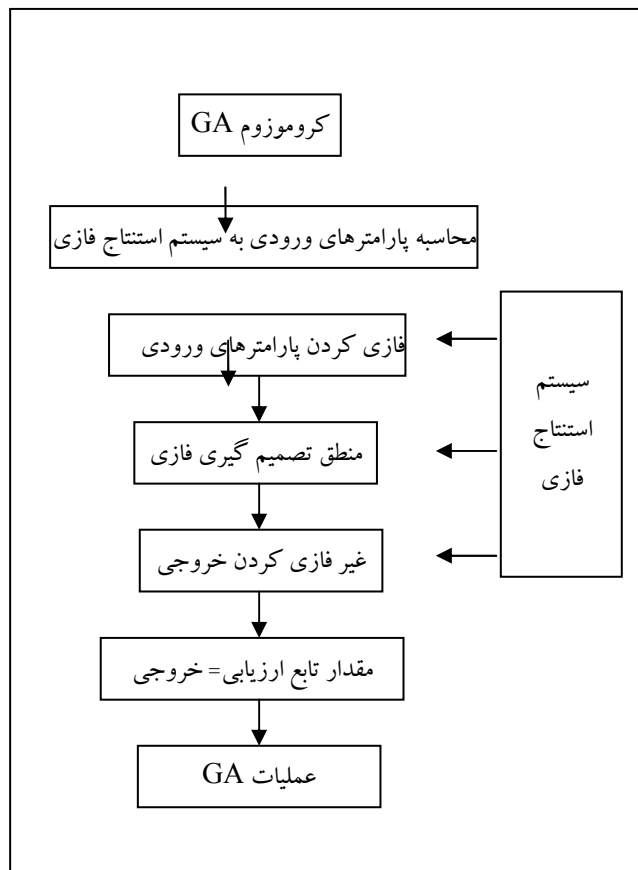 کروموزوم GA
محاسبه پارامترهای ورودی به سیستم استنتاج فازی
فازی کردن پارامترهای ورودی
منطق تصمیم گیری فازی
غیر فازی کردن خروجی
مقدار تابع ارزیابی= خروجی
عملیات GA
سیستم
استنتاج
فازی